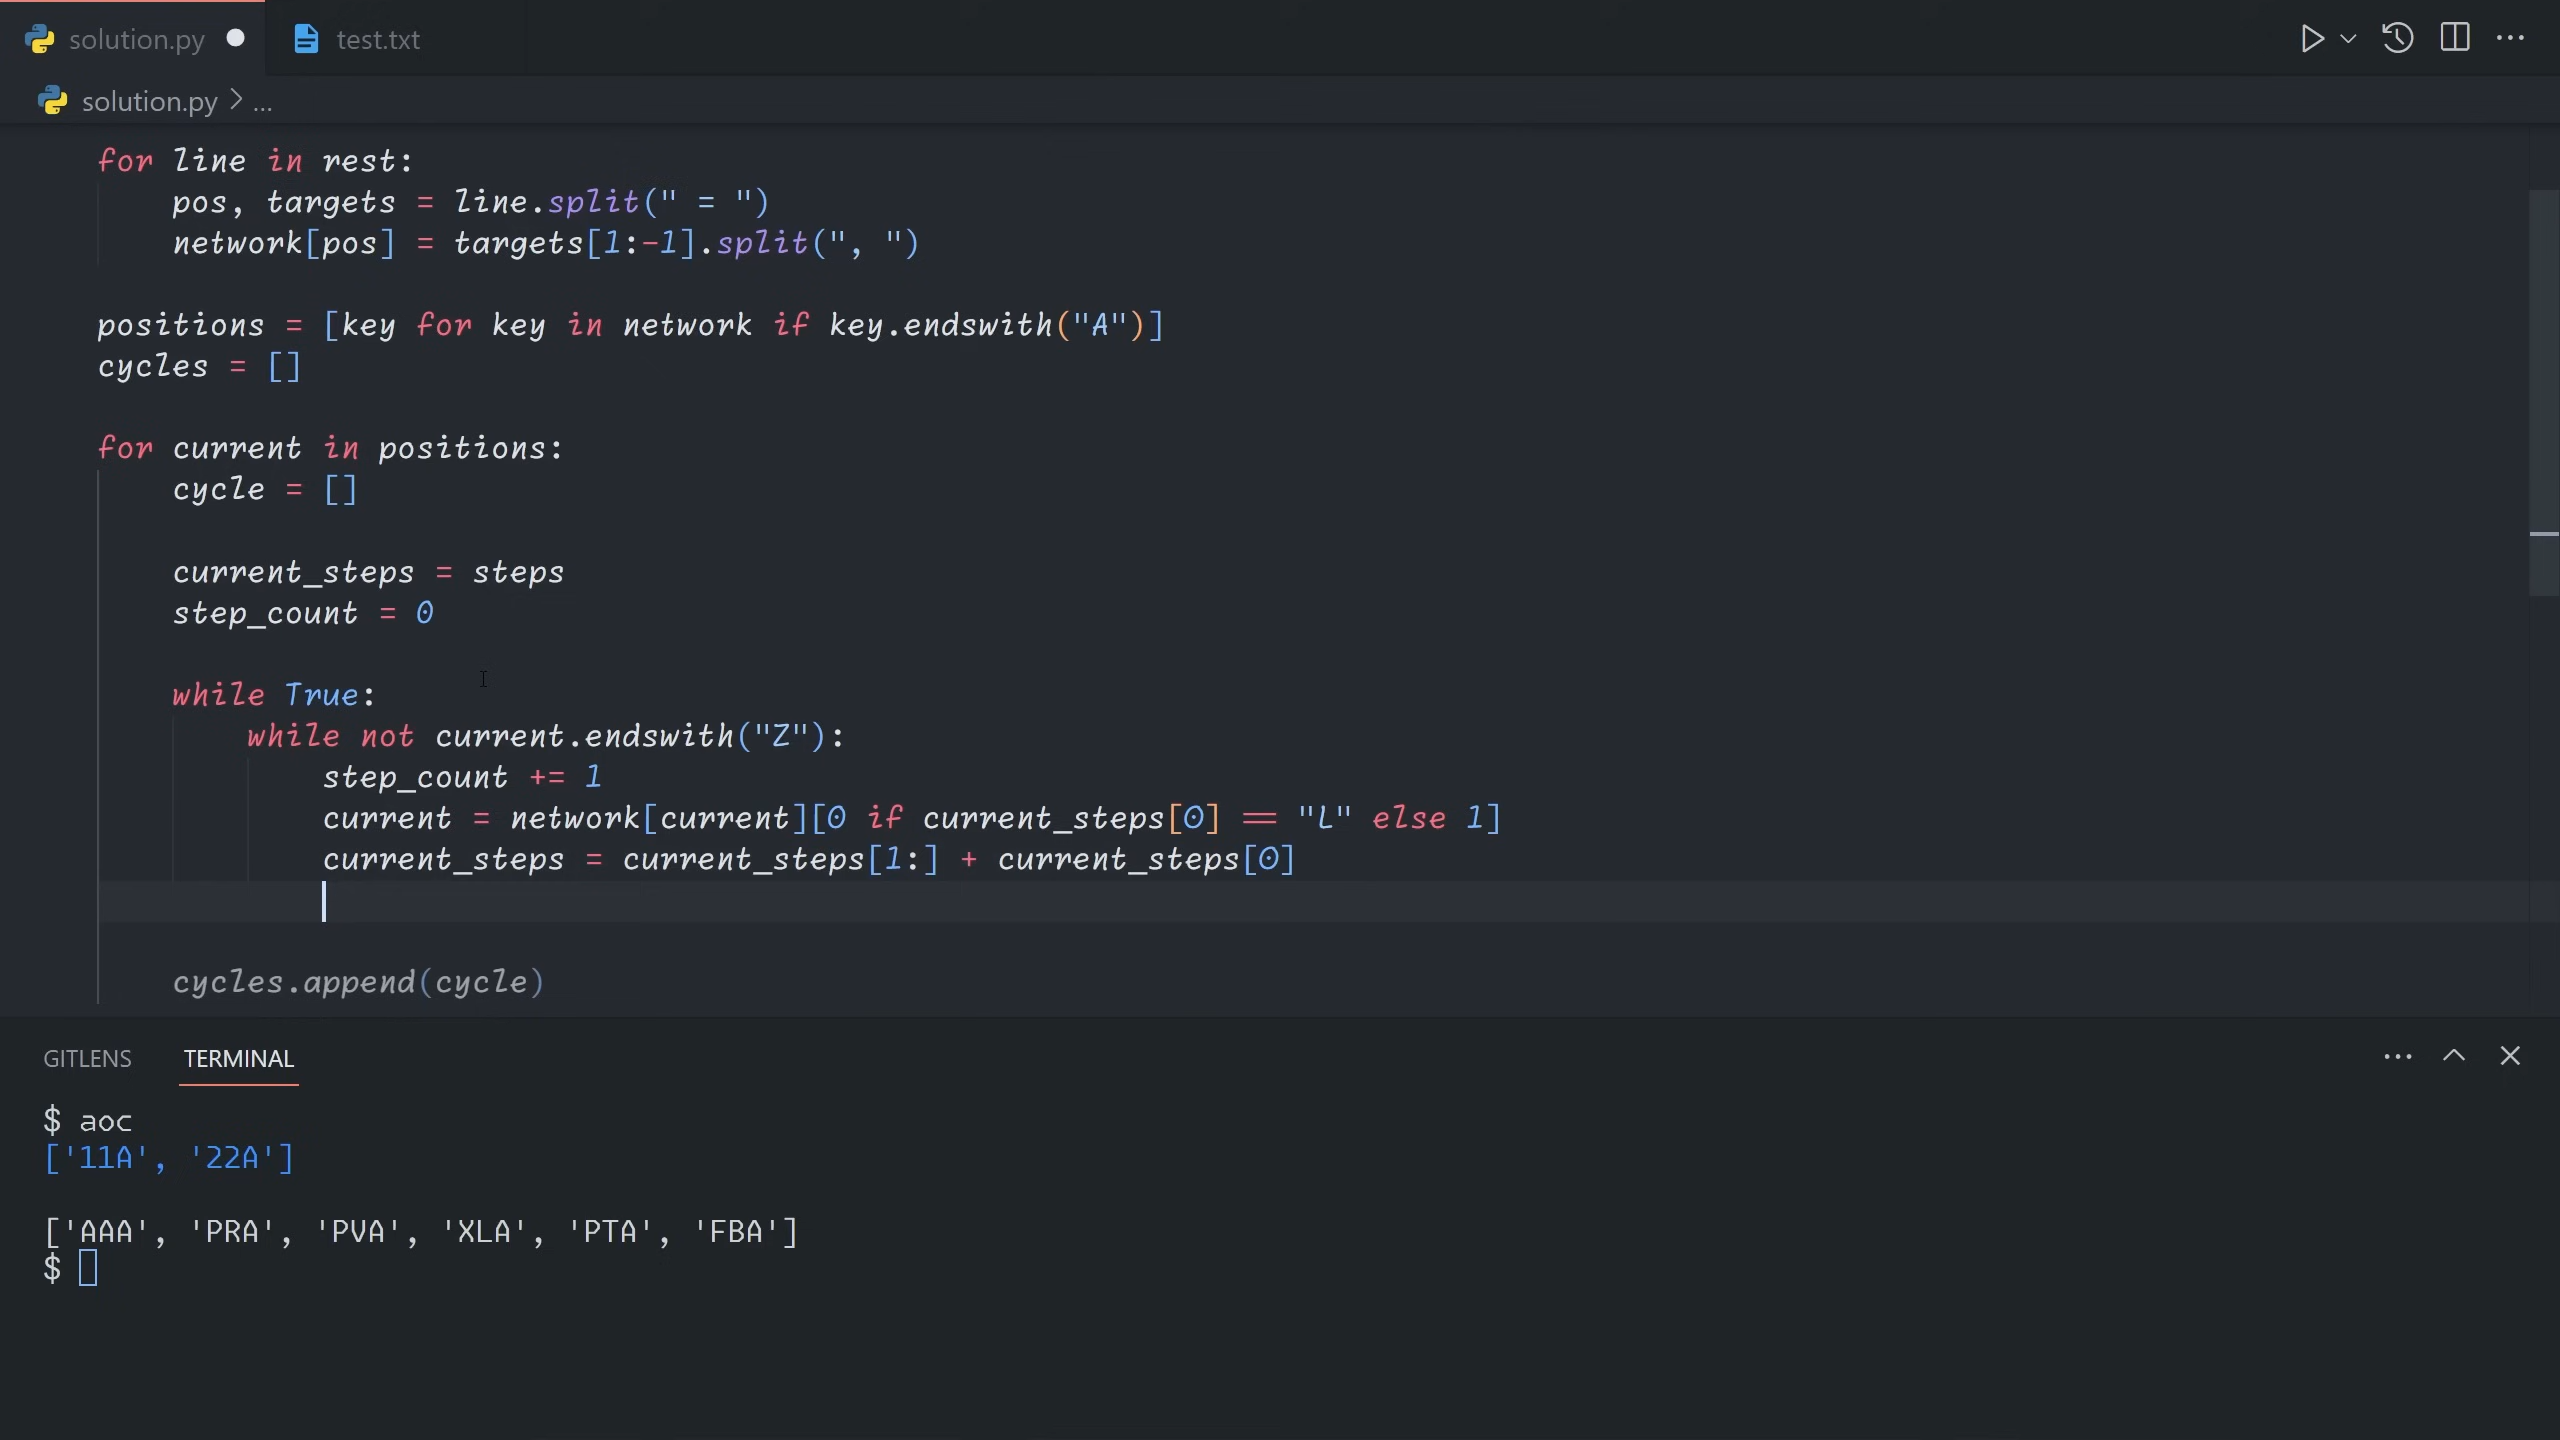 solution.py
test.txt
solution.py > ...
for line in rest:
pos, targets = line.split(" = ")
network[pos] = targets[1:-1].split(", ")
positions = [key for key in network if key.endswith("A")]
cycles = []
for current in positions:
cycle = []
current_steps = steps
step_count = 0
while True:
while not current.endswith("Z"):
step_count += 1
current = network[current][0 if current_steps[0] == "L" else 1]
current_steps = current_steps[1:] + current_steps[0]
cycles.append(cycle)
GITLENS TERMINAL
$ aoc
['11A', '22A']
['AAA', 'PRA', 'PVA', 'XLA', 'PTA', 'FBA']
$